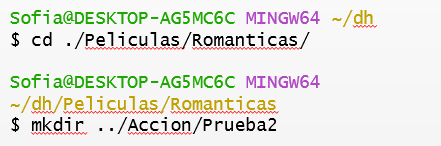 Sofia@DESKTOP-AG5MC6C MINGW64 ~/dh
$ cd ./Peliculas/Romanticas/
Sofia@DESKTOP-AG5MC6C MINGW64
~/dh/Peliculas/Romanticas
$ mkdir ../Accion/Prueba2